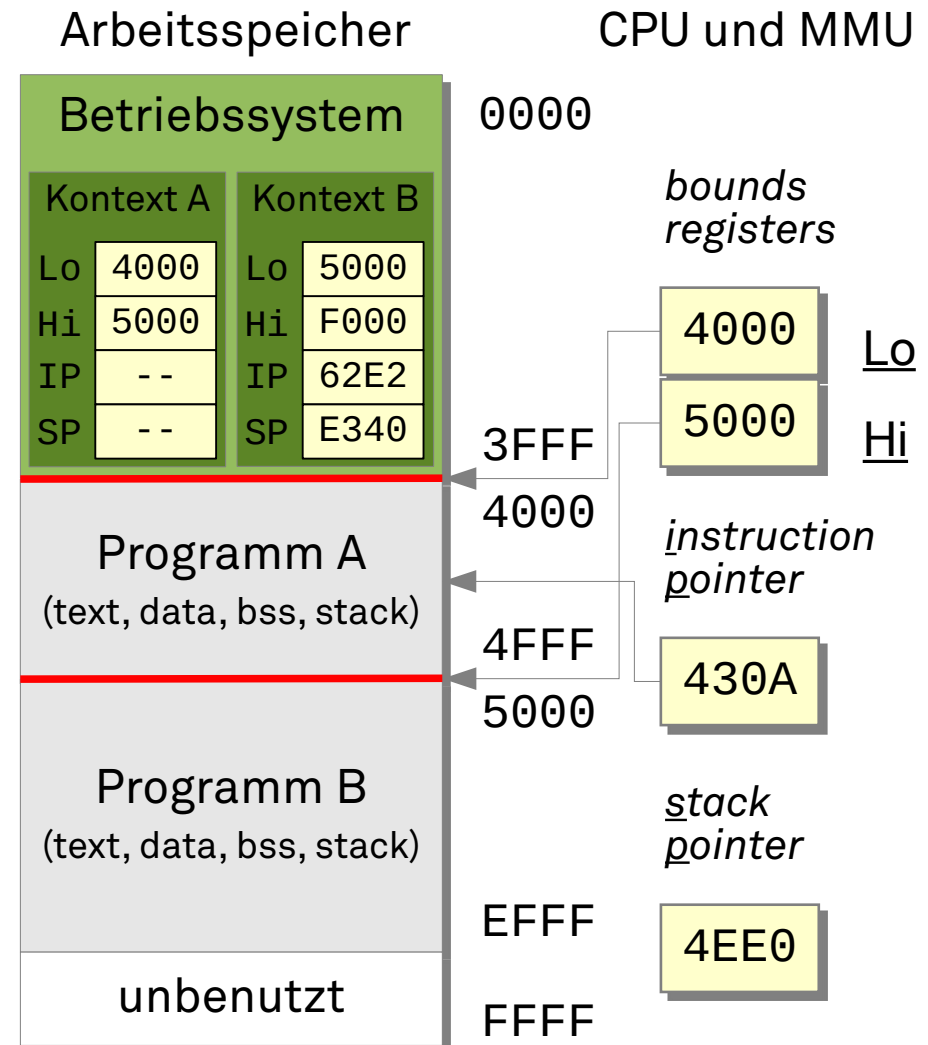 Arbeitsspeicher
CPU und MMU
Betriebssystem
0000
Kontext A
Kontext B
Lo 4000
Hi 5000
IP --
SP --
Lo 5000
Hi F000
IP 62E2
SP E340
bounds
registers
4000 Lo
5000 Hi
3FFF
4000
Programm A
(text, data, bss, stack)
instruction
pointer
430A
4FFF
5000
Programm B
(text, data, bss, stack)
stack
pointer
4EE0
EFFF
unbenutzt
FFFF